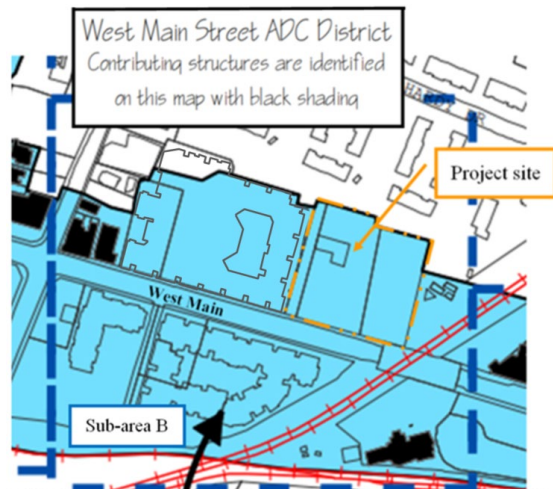 West Main Street ADC District
Contributing structures are identified
on this map with black shading
Project site
West Main
Sub-area B